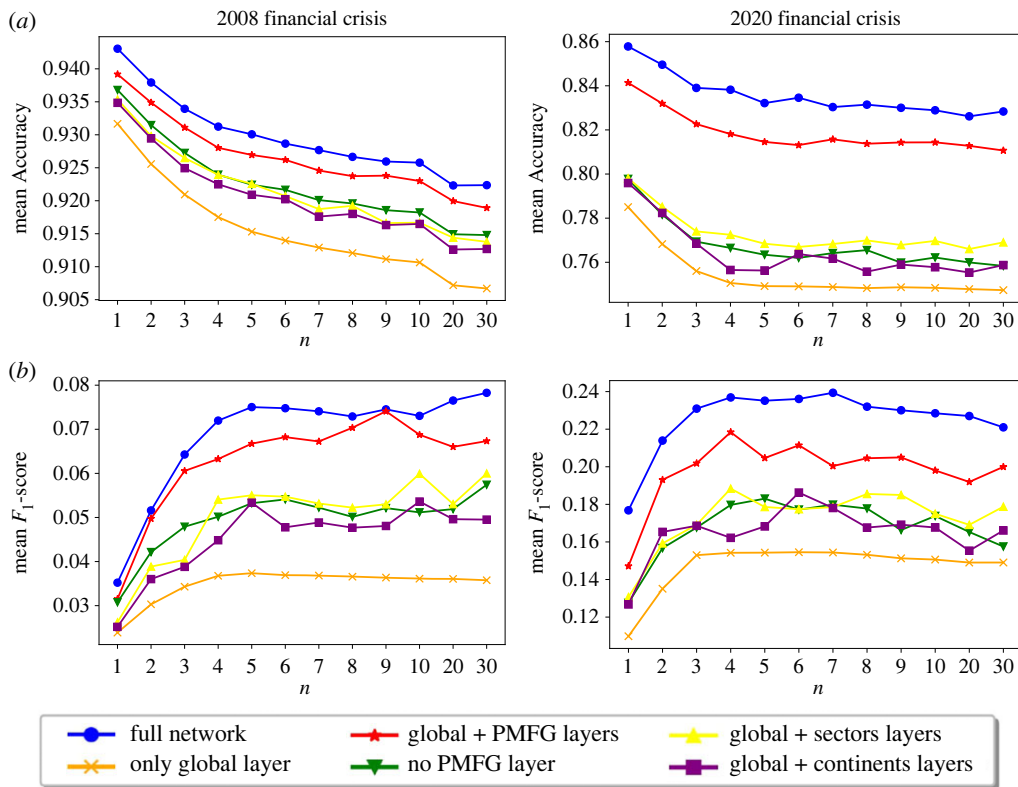 (a)
2008 financial crisis
2020 financial crisis
mean Accuracy
0.940
0.935
0.930
0.925
0.920
0.915
0.910
0.905
1 2 3 4 5 6 7 8 9 10 20 30
n
mean Accuracy
0.86
0.84
0.82
0.80
0.78
0.76
1 2 3 4 5 6 7 8 9 10 20 30
n
(b)
mean F₁-score
0.08
0.07
0.06
0.05
0.04
0.03
1 2 3 4 5 6 7 8 9 10 20 30
n
mean F₁-score
0.24
0.22
0.20
0.18
0.16
0.14
0.12
1 2 3 4 5 6 7 8 9 10 20 30
n
full network
global + PMFG layers
global + sectors layers
only global layer
no PMFG layer
global + continents layers